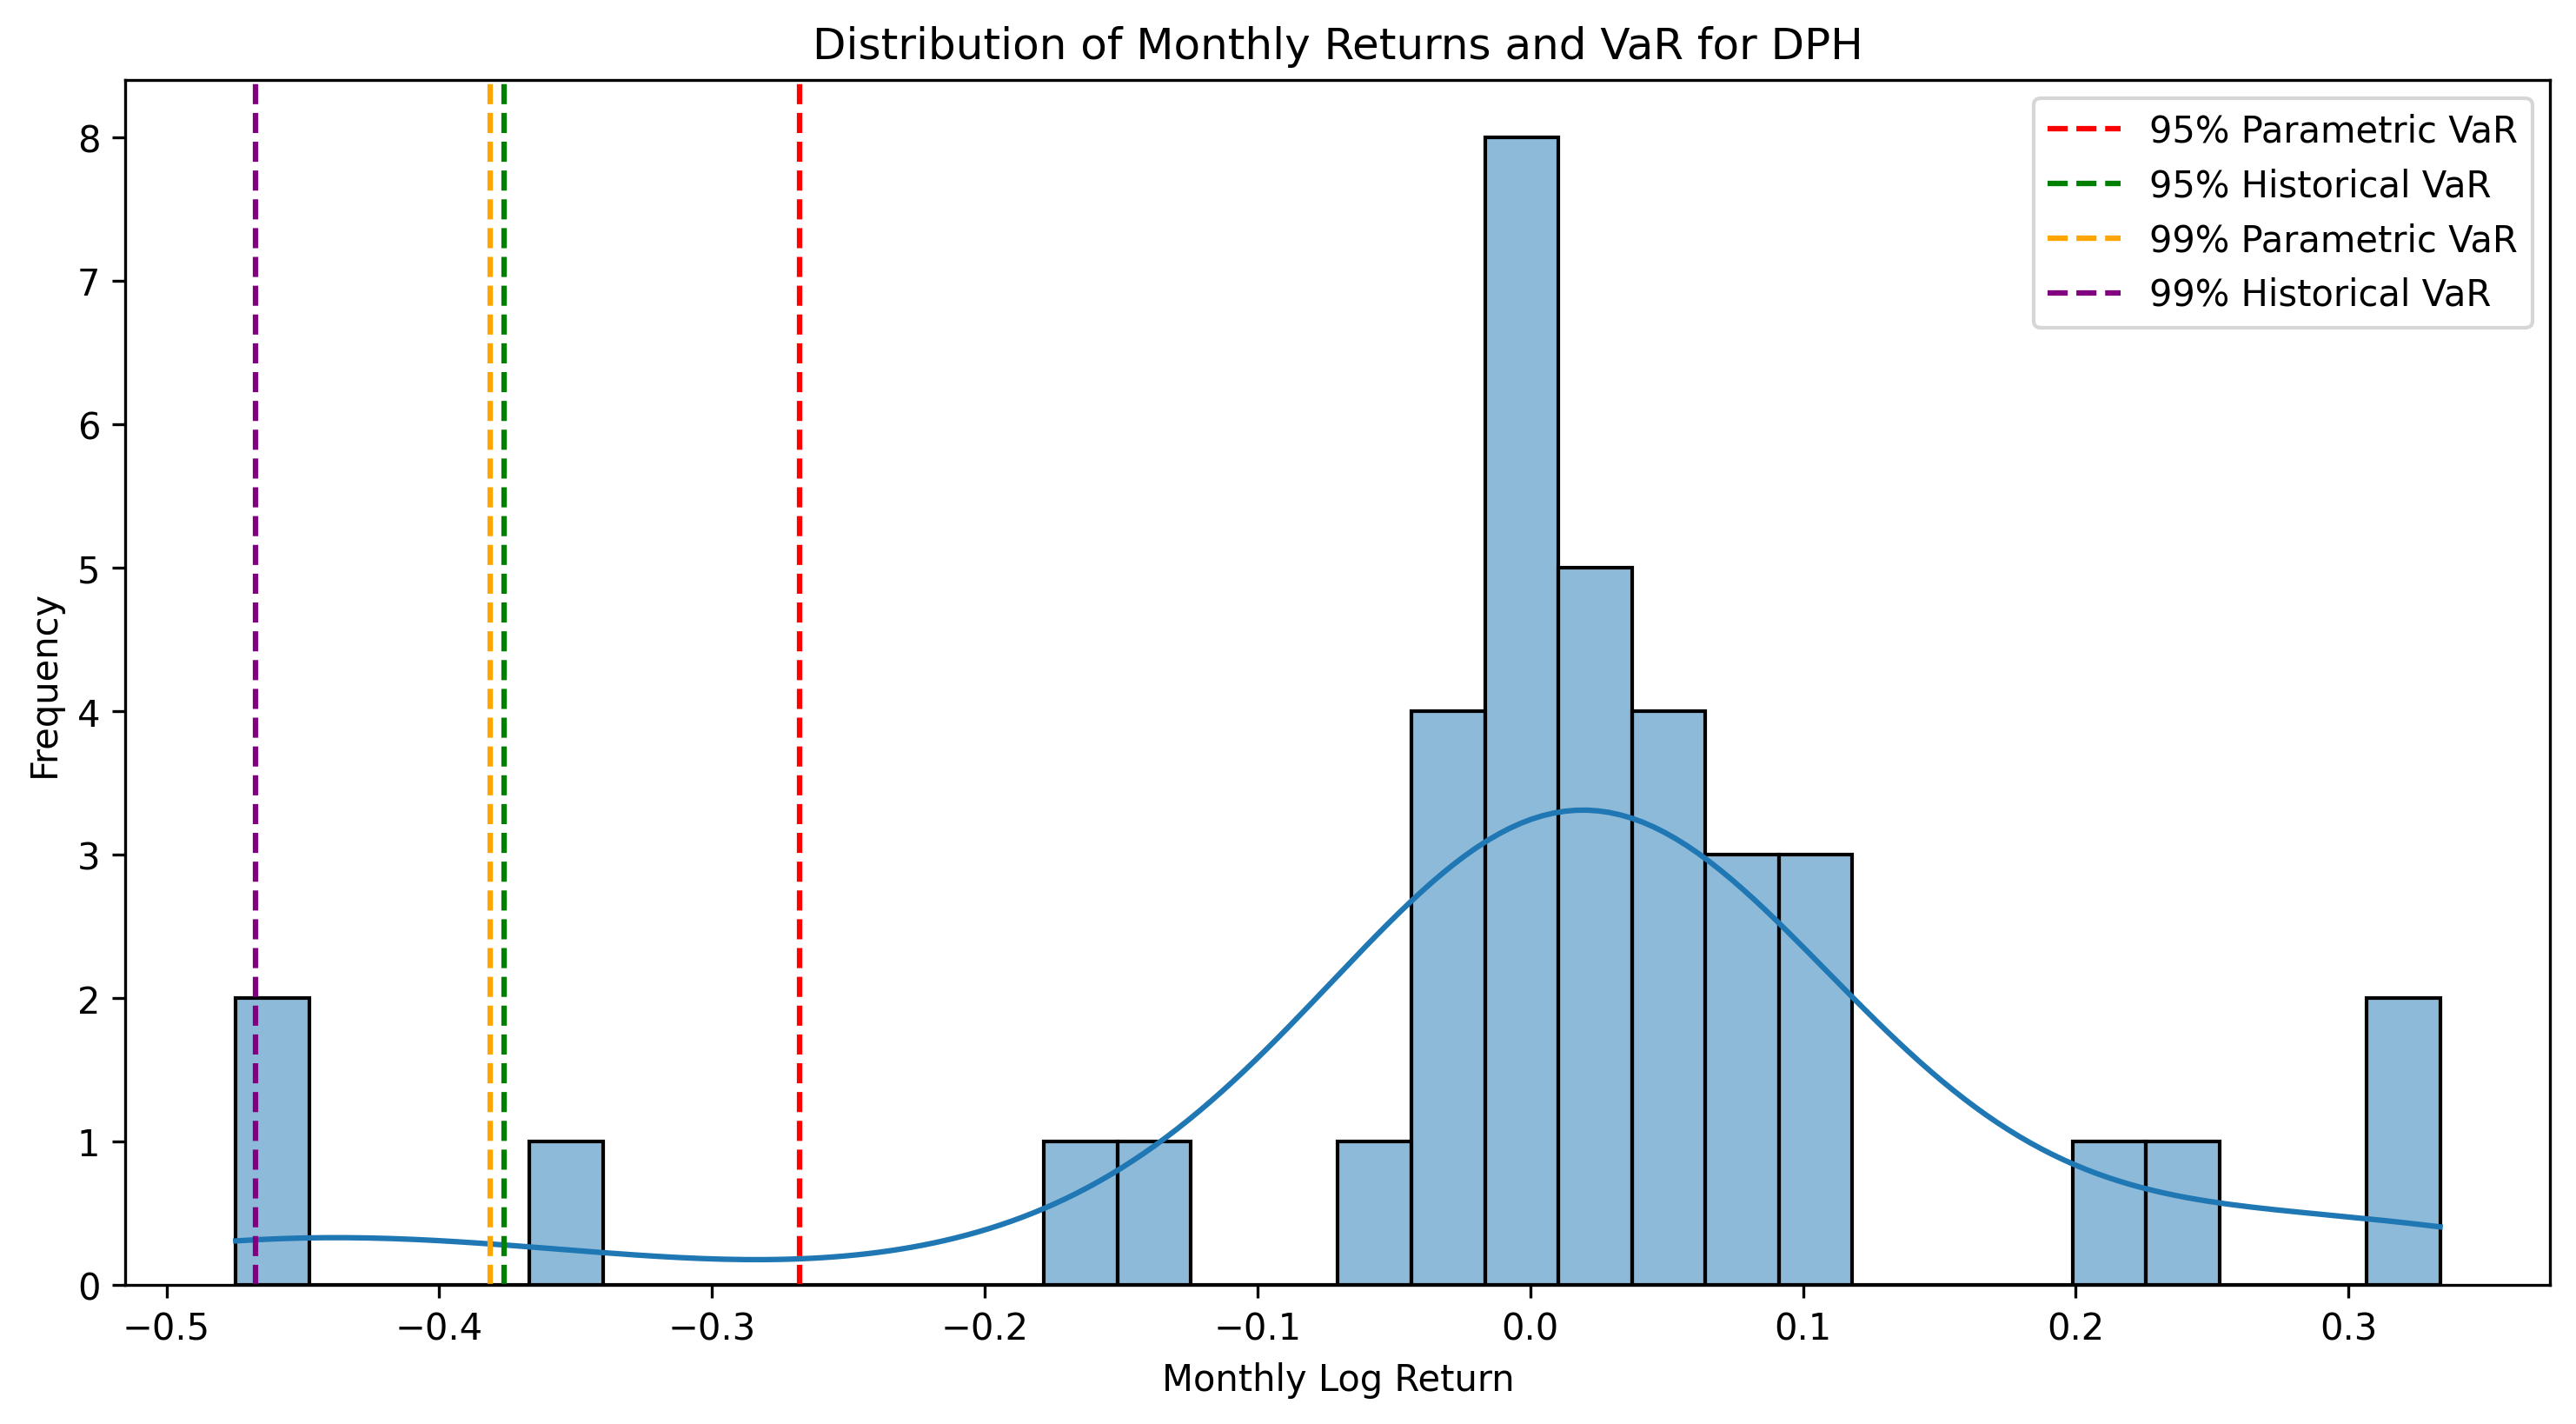 Distribution of Monthly Returns and VaR for DPH
95% Parametric VaR
95% Historical VaR
99% Parametric VaR
99% Historical VaR
Frequency
8
7
6
5
4
3
2
1
0
−0.5 −0.4 −0.3 −0.2 −0.1 0.0 0.1 0.2 0.3
Monthly Log Return